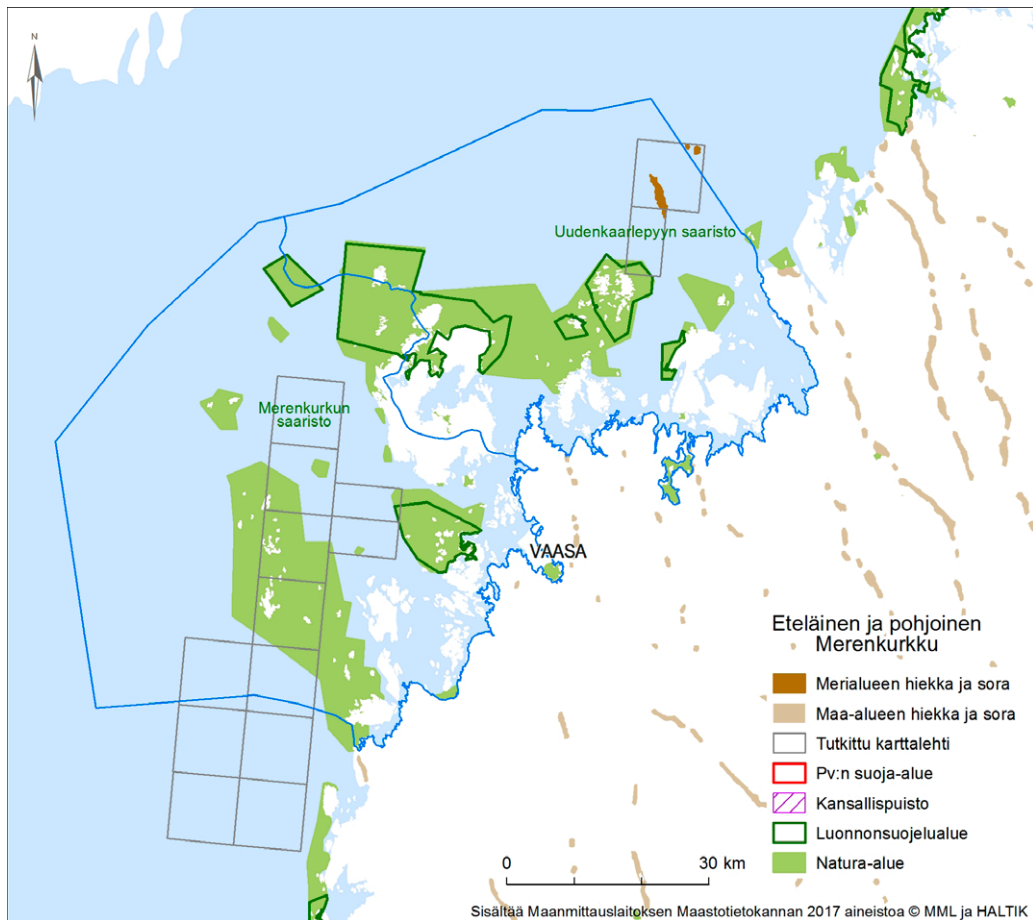 N
Uudenkaarlepyyn saaristo
Merenkurkun
saaristo
VAASA
Eteläinen ja pohjoinen
Merenkurkku
Merialueen hiekka ja sora
Maa-alueen hiekka ja sora
Tutkittu karttalehti
Pv:n suoja-alue
Kansallispuisto
Luonnonsuojelualue
Natura-alue
0 30 km
Sisältää Maanmittauslaitoksen Maastotietokannan 2017 aineistoa © MML ja HALTIK